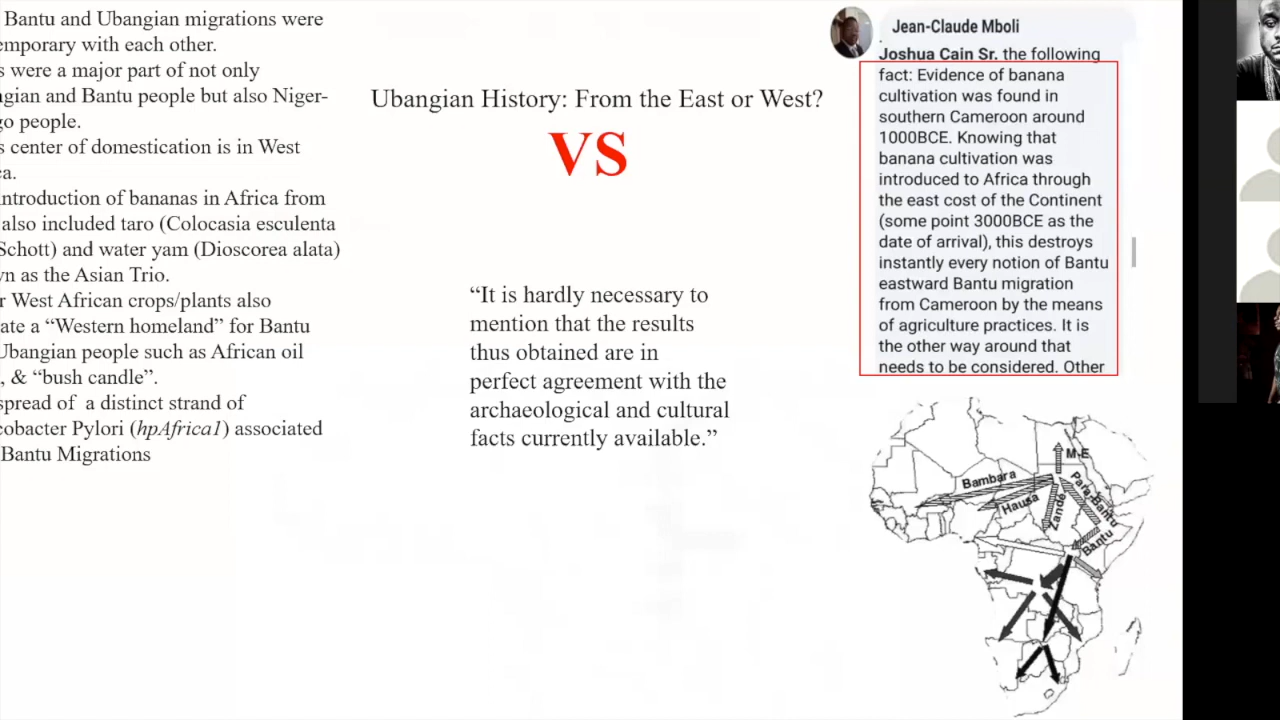 Bantu and Ubangian migrations were
emporary with each other.
s were a major part of not only
ngian and Bantu people but also Niger-
go people.
s center of domestication is in West
ca.
introduction of bananas in Africa from
also included taro (Colocasia esculenta
Schott) and water yam (Dioscorea alata)
wn as the Asian Trio.
r West African crops/plants also
ate a “Western homeland” for Bantu
Ubangian people such as African oil
, & “bush candle”.
spread of a distinct strand of
cobacter Pylori (hpAfrica1) associated
Bantu Migrations
Ubangian History: From the East or West?
VS
“It is hardly necessary to
mention that the results
thus obtained are in
perfect agreement with the
archaeological and cultural
facts currently available.”
Jean-Claude Mboli
Joshua Cain Sr. the following
fact: Evidence of banana
cultivation was found in
southern Cameroon around
1000BCE. Knowing that
banana cultivation was
introduced to Africa through
the east cost of the Continent
(some point 3000BCE as the
date of arrival), this destroys
instantly every notion of Bantu
eastward Bantu migration
from Cameroon by the means
of agriculture practices. It is
the other way around that
needs to be considered. Other
M-E
Bambara
Hausa
Zande
Para-Bantu
Bantu